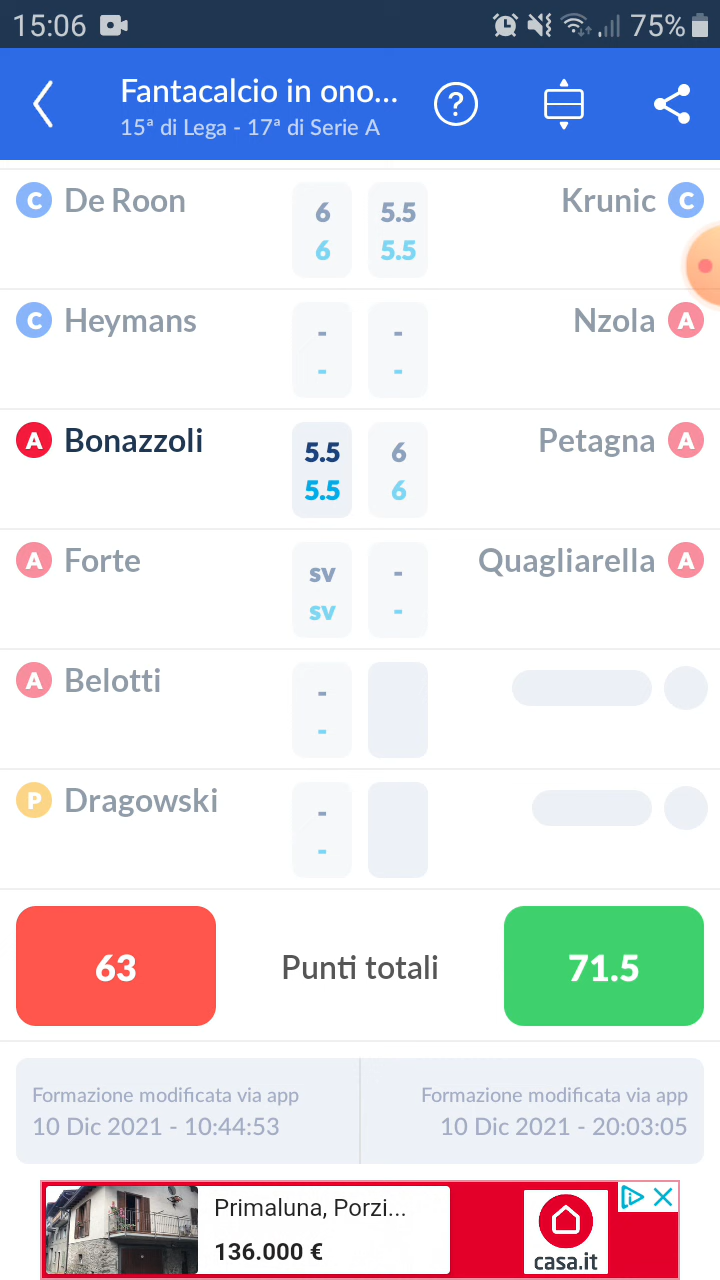 15:06 75%
Fantacalcio in ono...
15ª di Lega - 17ª di Serie A
?
C De Roon 6 5.5 Krunic C
6 5.5
C Heymans - - Nzola A
- -
A Bonazzoli 5.5 6 Petagna A
5.5 6
A Forte sv - Quagliarella A
sv -
A Belotti -
-
P Dragowski -
-
63 Punti totali 71.5
Formazione modificata via app Formazione modificata via app
10 Dic 2021 - 10:44:53 10 Dic 2021 - 20:03:05
Primaluna, Porzi...
136.000 €
casa.it